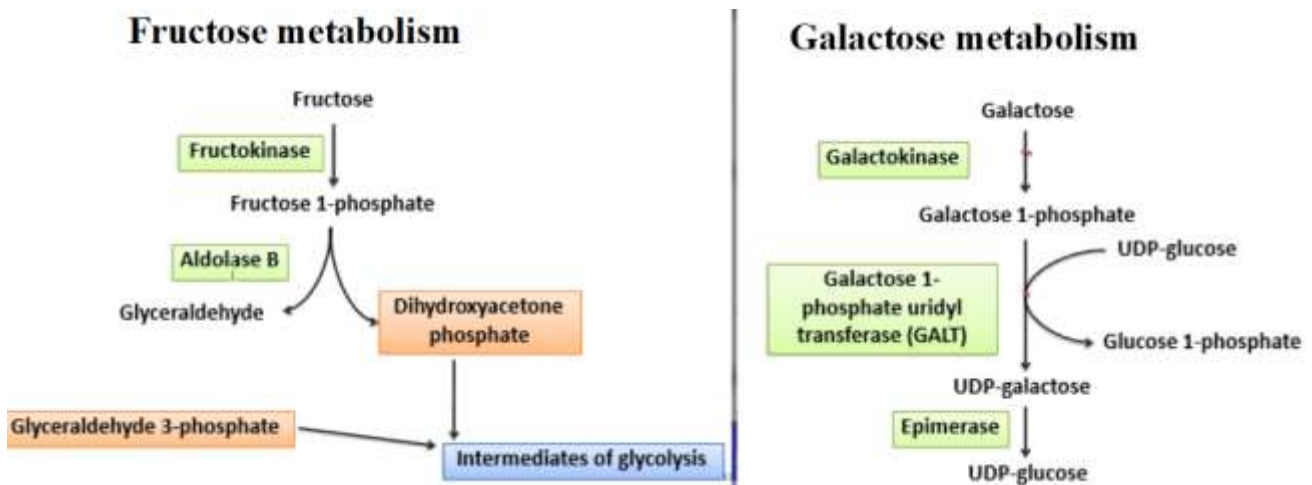 Fructose metabolism
Fructose
Fructokinase
Fructose 1-phosphate
Aldolase B
Glyceraldehyde
Dihydroxyacetone
phosphate
Glyceraldehyde 3-phosphate
Intermediates of glycolysis
Galactose metabolism
Galactose
Galactokinase
Galactose 1-phosphate
UDP-glucose
Galactose 1-
phosphate uridyl
transferase (GALT)
Glucose 1-phosphate
UDP-galactose
Epimerase
UDP-glucose